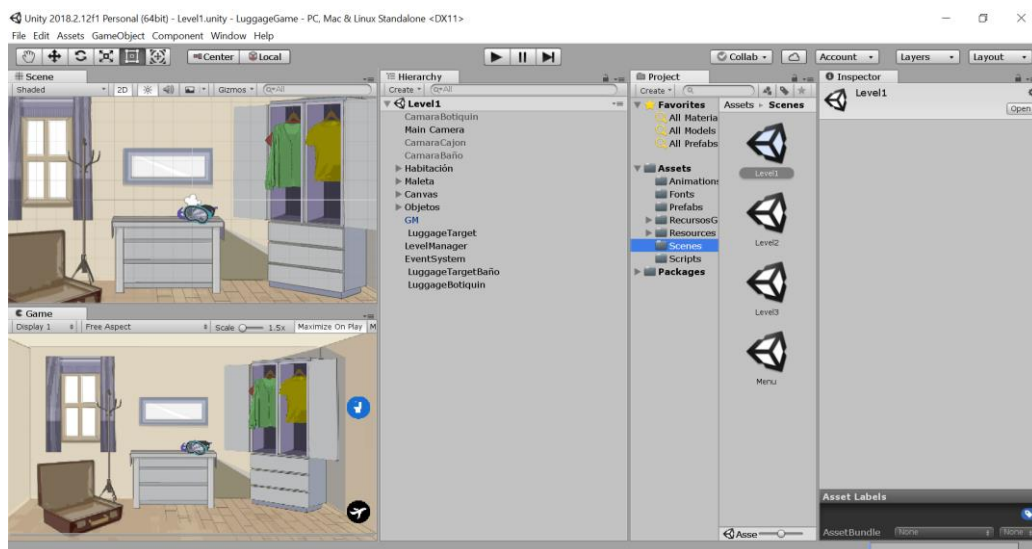 Unity 2018.2.12f1 Personal (64bit) - Level1.unity - LuggageGame - PC, Mac & Linux Standalone <DX11>
File Edit Assets GameObject Component Window Help
Center Local Collab Account Layers Layout
Scene
Shaded 2D Gizmos All
Game
Display 1 Free Aspect Scale 1.5x Maximize On Play M
Hierarchy
Create All
Level1
CamaraBotiquin
Main Camera
CamaraCajon
CamaraBaño
Habitación
Maleta
Canvas
Objetos
GM
LuggageTarget
LevelManager
EventSystem
LuggageTargetBaño
LuggageBotiquin
Project
Create
Favorites
All Materia
All Models
All Prefabs
Assets
Animations
Fonts
Prefabs
RecursosG
Resources
Scenes
Scripts
Packages
Assets Scenes
Level1
Level2
Level3
Menu
Asse
Inspector
Level1
Open
Asset Labels
AssetBundle None None